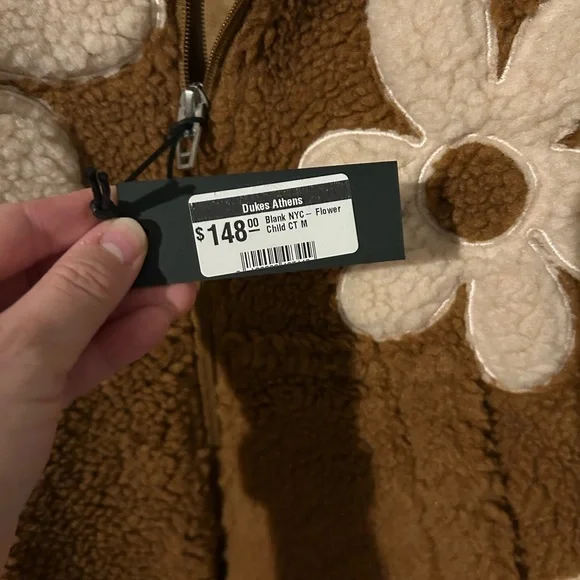 Dukes Athens
$148.00 Blank NYC- Flower
Child CT M